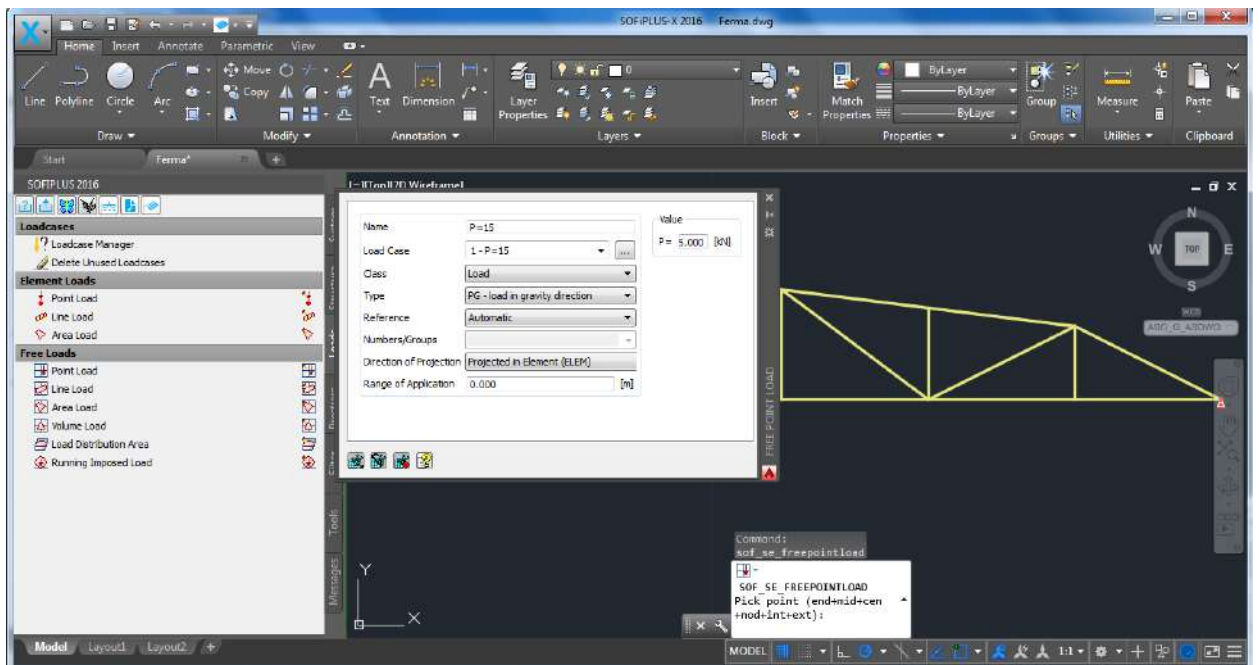 SOFiPLUS-X 2016 Ferma.dwg
Home Insert Annotate Parametric View
Line Polyline Circle Arc
Move
Copy
Text Dimension
Layer Properties
0
Insert
Match Properties
ByLayer
ByLayer
ByLayer
Group
Measure
Paste
Draw Modify Annotation Layers Block Properties Groups Utilities Clipboard
Start Ferma*
SOFIPLUS 2016
[-][Top][2D Wireframe]
Loadcases
Loadcase Manager
Delete Unused Loadcases
Element Loads
Point Load
Line Load
Area Load
Free Loads
Point Load
Line Load
Area Load
Volume Load
Load Distribution Area
Running Imposed Load
Tools
Messages
Name P=15
Load Case 1 - P=15 ...
Class Load
Type PG - load in gravity direction
Reference Automatic
Numbers/Groups
Direction of Projection Projected in Element (ELEM)
Range of Application 0.000 [m]
Value
P= 5.000 [kN]
FREE POINT LOAD
N
W TOP E
S
Y
X
Command:
sof_se_freepointload
SOF_SE_FREEPOINTLOAD
Pick point (end+mid+cen
+nod+int+ext):
Model Layout1 Layout2 +
MODEL 1:1